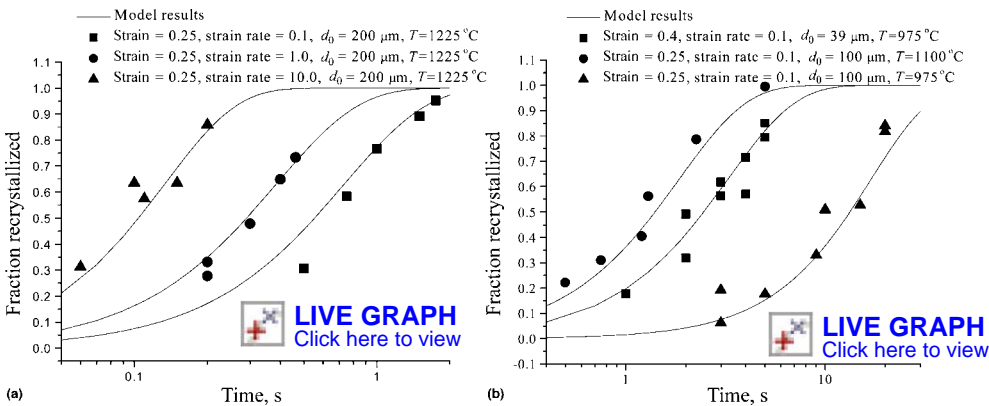 Model results
Strain = 0.25, strain rate = 0.1, d0 = 200 μm, T=1225 °C
Strain = 0.25, strain rate = 1.0, d0 = 200 μm, T=1225 °C
Strain = 0.25, strain rate = 10.0, d0 = 200 μm, T=1225 °C
1.1
1.0
0.9
0.8
0.7
0.6
0.5
0.4
0.3
0.2
0.1
0.0
Fraction recrystallized
0.1
1
Time, s
LIVE GRAPH
Click here to view
(a)
Model results
Strain = 0.4, strain rate = 0.1, d0 = 39 μm, T=975 °C
Strain = 0.25, strain rate = 0.1, d0 = 100 μm, T=1100 °C
Strain = 0.25, strain rate = 0.1, d0 = 100 μm, T=975 °C
1.1
1.0
0.9
0.8
0.7
0.6
0.5
0.4
0.3
0.2
0.1
0.0
-0.1
Fraction recrystallized
1
10
Time, s
LIVE GRAPH
Click here to view
(b)